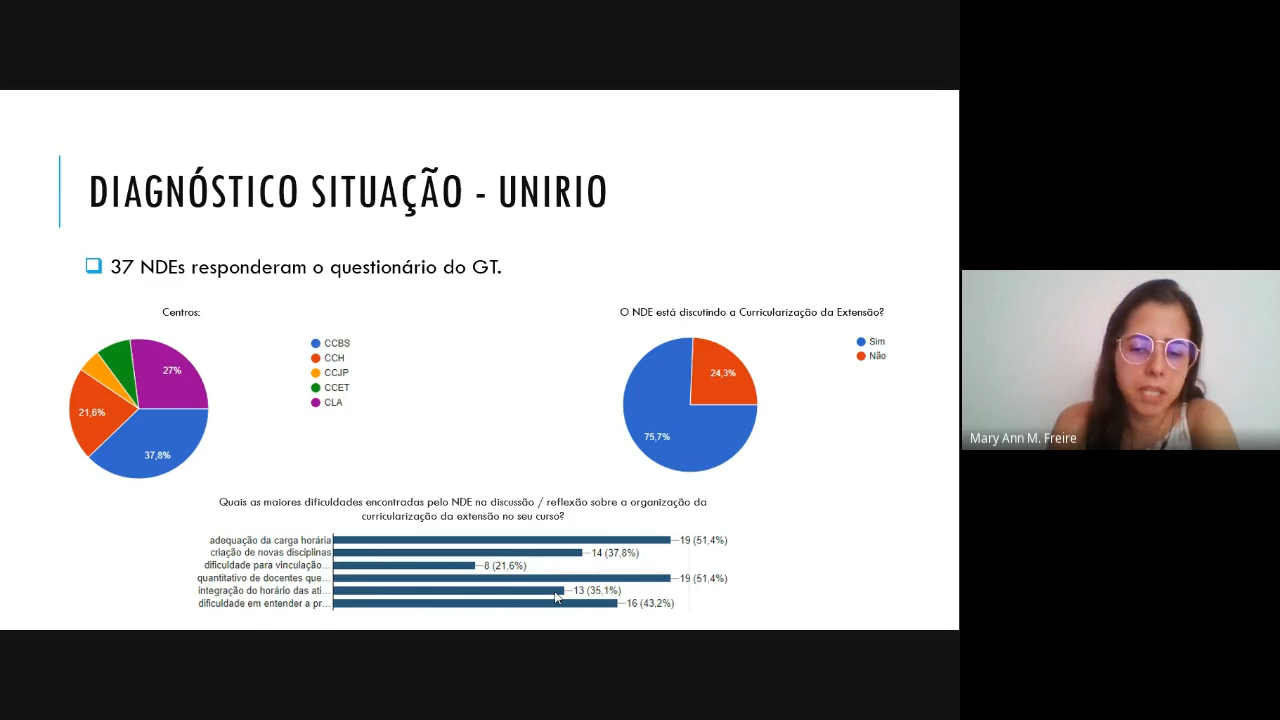 DIAGNÓSTICO SITUAÇÃO - UNIRIO
37 NDEs responderam o questionário do GT.
Centros:
27%
21,6%
37,8%
CCBS
CCH
CCJP
CCET
CLA
O NDE está discutindo a Curricularização da Extensão?
24,3%
75,7%
Sim
Não
Quais as maiores dificuldades encontradas pelo NDE na discussão / reflexão sobre a organização da
curricularização da extensão no seu curso?
adequação da carga horária 19 (51,4%)
criação de novas disciplinas 14 (37,8%)
dificuldade para vinculação... 8 (21,6%)
quantitativo de docentes que... 19 (51,4%)
integração do horário das ati... 13 (35,1%)
dificuldade em entender a pr... 16 (43,2%)
Mary Ann M. Freire